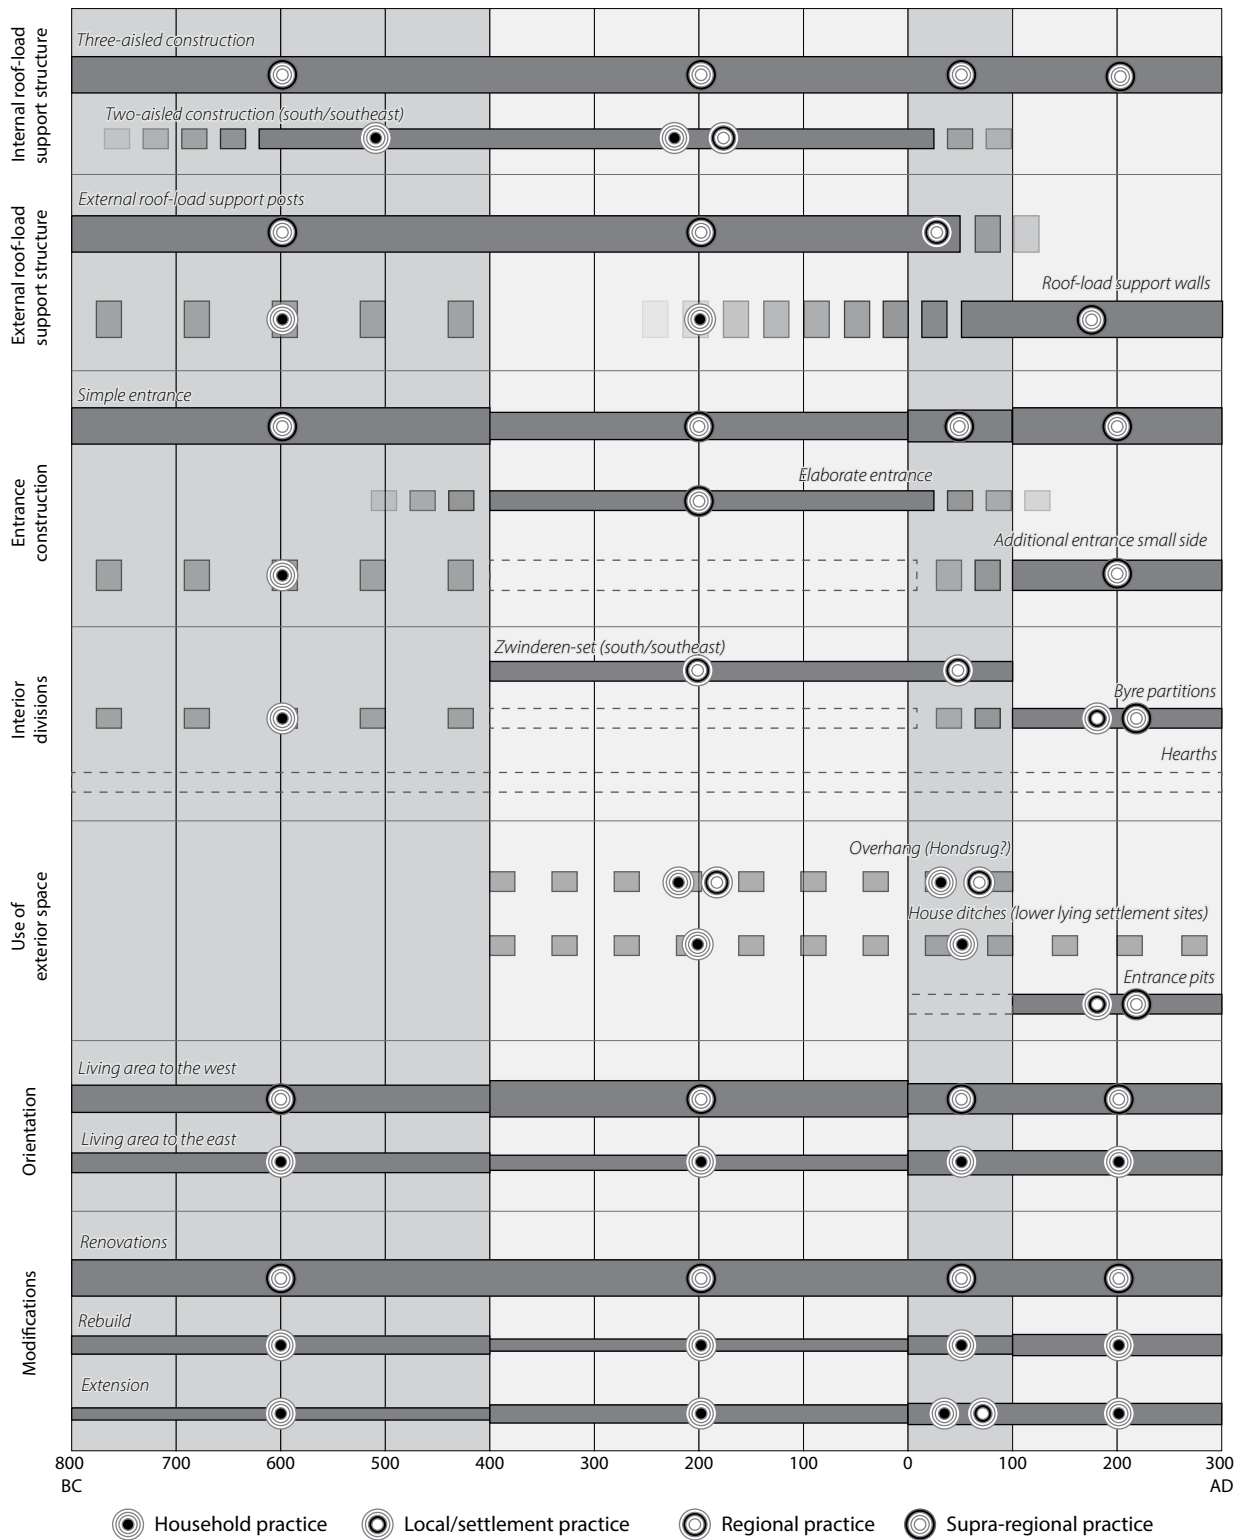 Internal roof-load
support structure
Three-aisled construction
Two-aisled construction (south/southeast)
External roof-load
support structure
External roof-load support posts
Roof-load support walls
Entrance
construction
Simple entrance
Elaborate entrance
Additional entrance small side
Interior
divisions
Zwinderen-set (south/southeast)
Byre partitions
Hearths
Use of
exterior space
Overhang (Hondsrug?)
House ditches (lower lying settlement sites)
Entrance pits
Orientation
Living area to the west
Living area to the east
Modifications
Renovations
Rebuild
Extension
800 700 600 500 400 300 200 100 0 100 200 300
BC AD
Household practice Local/settlement practice Regional practice Supra-regional practice